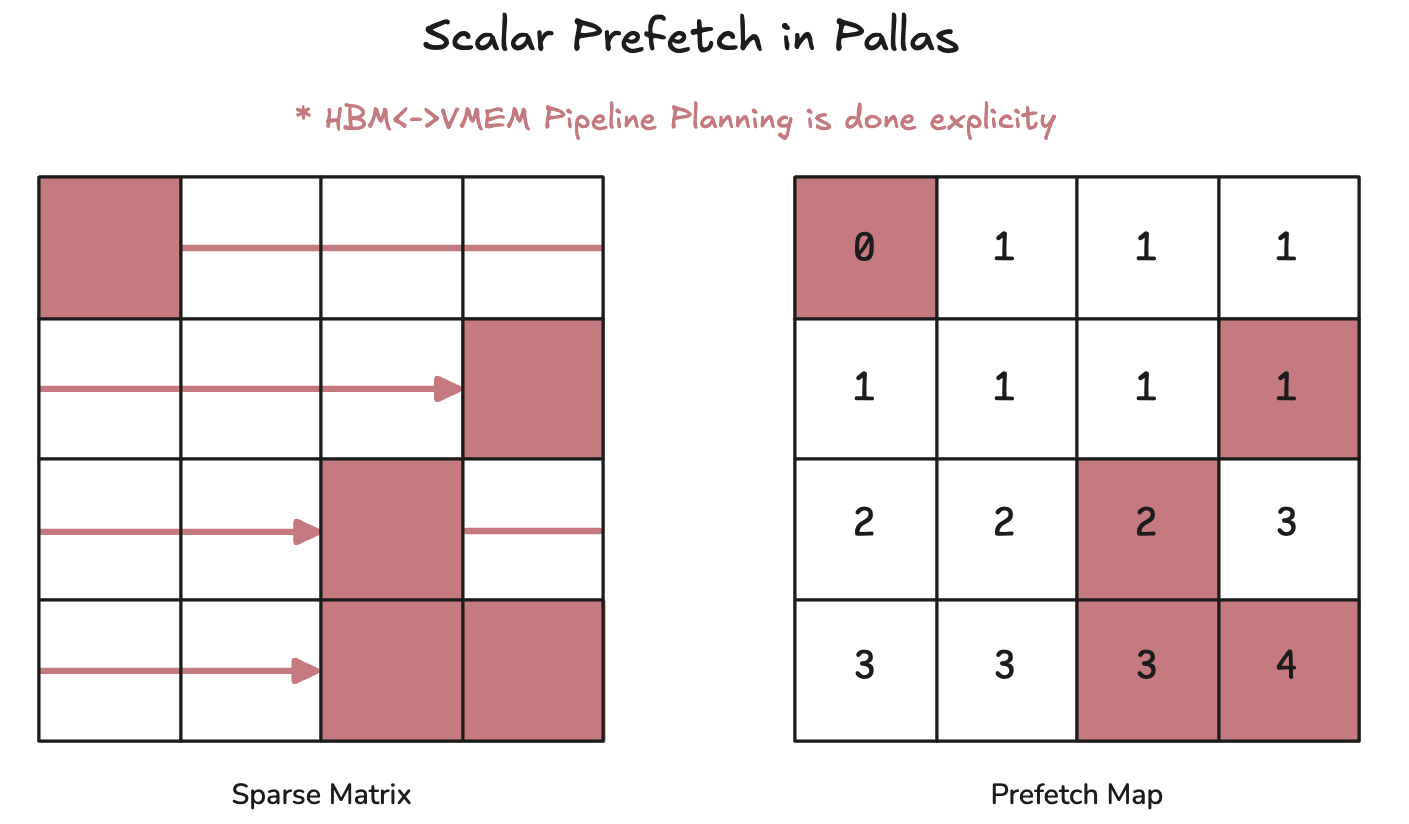 Scalar Prefetch in Pallas
* HBM<->VMEM Pipeline Planning is done explicity
0 1 1 1
1 1 1 1
2 2 2 3
3 3 3 4
Sparse Matrix
Prefetch Map